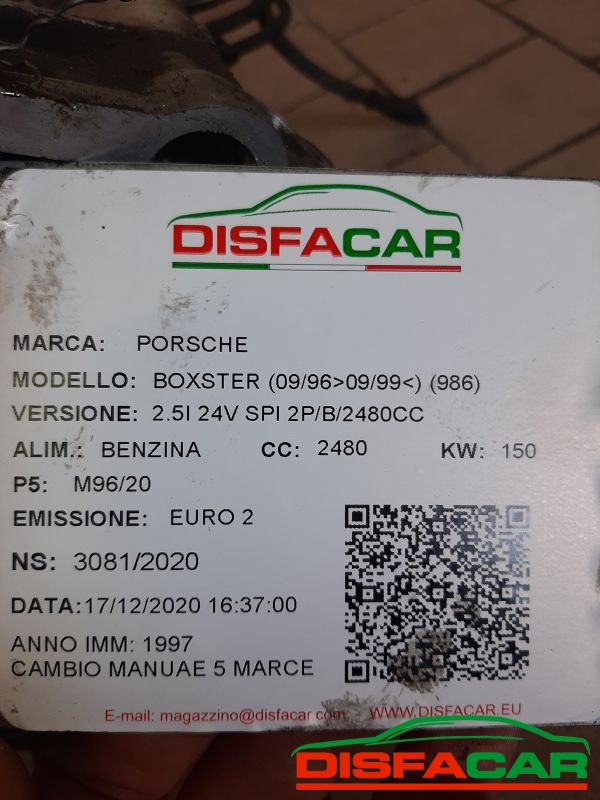 DISFACAR
MARCA: PORSCHE
MODELLO: BOXSTER (09/96>09/99<) (986)
VERSIONE: 2.5I 24V SPI 2P/B/2480CC
ALIM.: BENZINA CC: 2480 KW: 150
P5: M96/20
EMISSIONE: EURO 2
NS: 3081/2020
DATA:17/12/2020 16:37:00
ANNO IMM: 1997
CAMBIO MANUAE 5 MARCE
E-mail: magazzino@disfacar.com WWW.DISFACAR.EU
DISFACAR